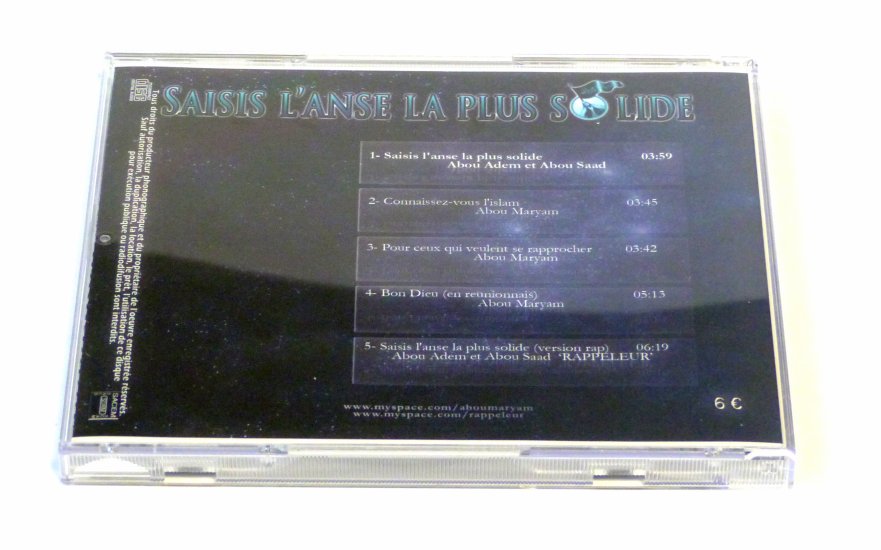 SAISIS L'ANSE LA PLUS SOLIDE
1- Saisis l'anse la plus solide 03:59
Abou Adem et Abou Saad
2- Connaissez-vous l'islam 03:45
Abou Maryam
3- Pour ceux qui veulent se rapprocher 03:42
Abou Maryam
4- Bon Dieu (en reunionnais) 05:13
Abou Maryam
5- Saisis l'anse la plus solide (version rap) 06:19
Abou Adem et Abou Saad 'RAPPELEUR'
www.myspace.com/aboumaryam
www.myspace.com/rappeleur
6 €
Tous droits du producteur phonographique et du propriétaire de l'oeuvre enregistrée réservés.
Sauf autorisation, la duplication, la location, le prêt, l'utilisation de ce disque
pour exécution publique ou radiodifusion sont interdits.
SACEM